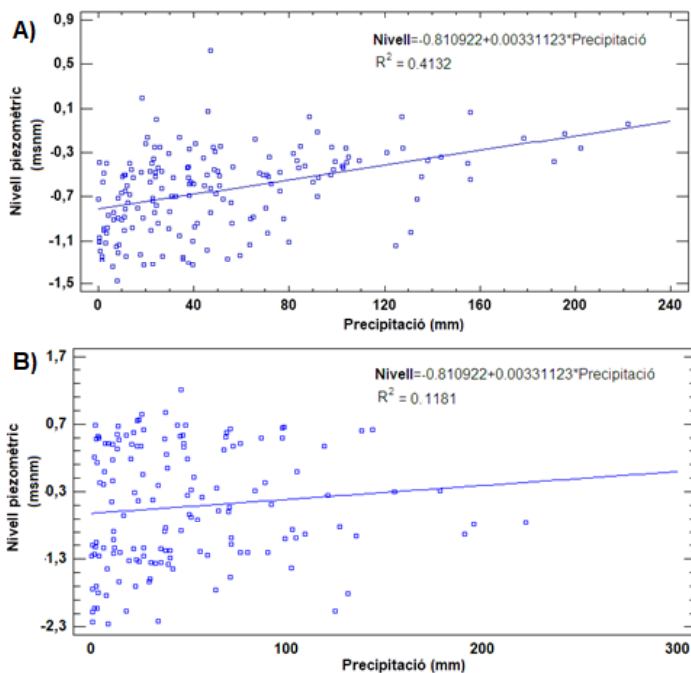 A)
Nivell=-0.810922+0.00331123*Precipitació
R² = 0.4132
Nivell piezomètric
(msnm)
0,9
0,5
0,1
-0,3
-0,7
-1,1
-1,5
0 40 80 120 160 200 240
Precipitació (mm)
B)
Nivell=-0.810922+0.00331123*Precipitació
R² = 0.1181
Nivell piezomètric
(msnm)
1,7
0,7
0,3
-1,3
-2,3
0 100 200 300
Precipitació (mm)